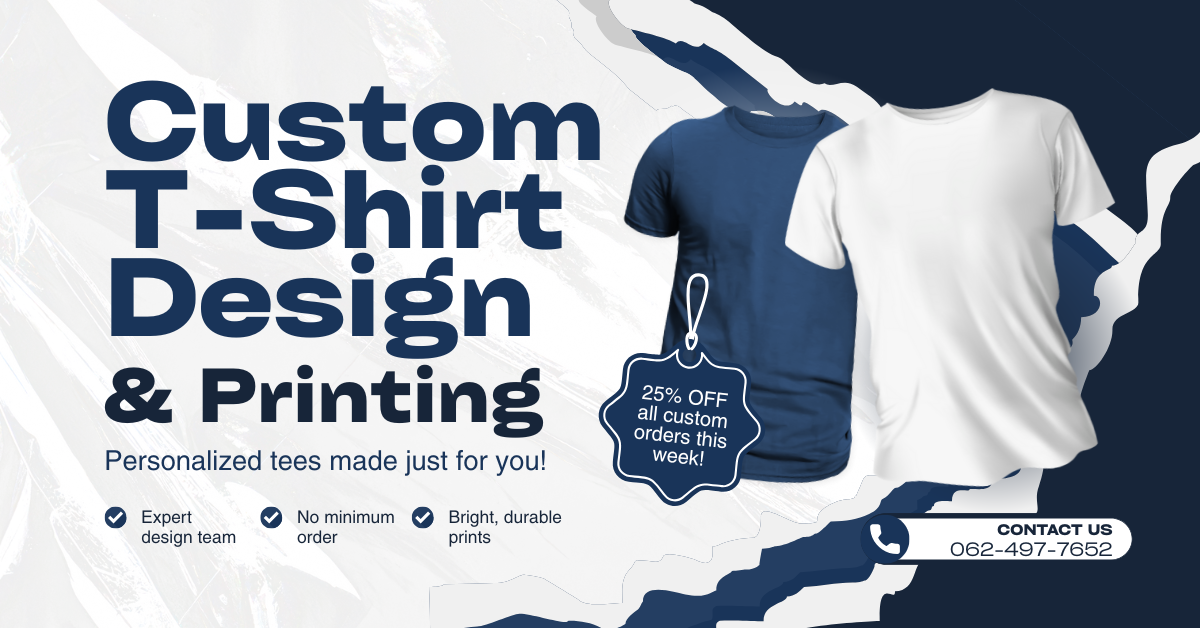 Custom
T-Shirt
Design
& Printing
Personalized tees made just for you!
Expert
design team
No minimum
order
Bright, durable
prints
25% OFF
all custom
orders this
week!
CONTACT US
062-497-7652